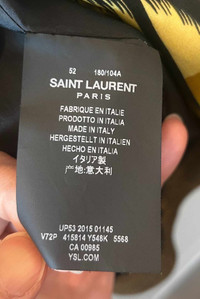 52 180/104A
SAINT LAURENT
PARIS
FABRIQUE EN ITALIE
PRODOTTO IN ITALIA
MADE IN ITALY
HERGESTELLT IN ITALIEN
HECHO EN ITALIA
イタリア製
产地:意大利
UP53 2015 01145
V72P 415814 Y548K 5568
CA 00985
YSL.COM